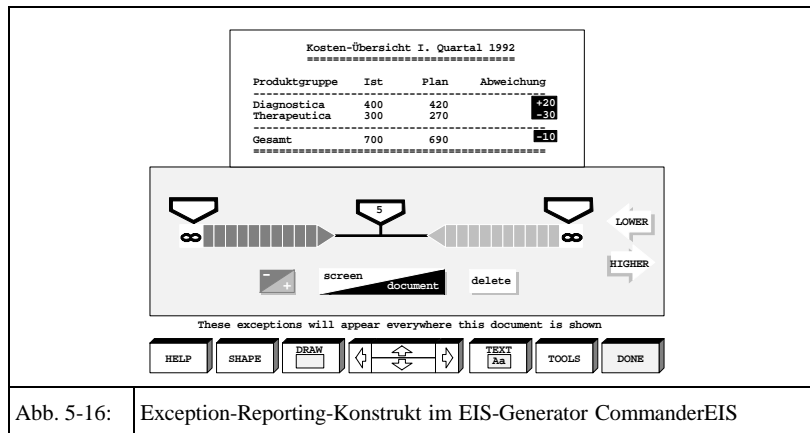 Kosten-Übersicht I. Quartal 1992
================================
Produktgruppe Ist Plan Abweichung
Diagnostica 400 420 +20
Therapeutica 300 270 -30
Gesamt 700 690 -10
5
∞ ∞
LOWER
HIGHER
- +
screen document
delete
These exceptions will appear everywhere this document is shown
HELP SHAPE DRAW TEXT Aa TOOLS DONE
Abb. 5-16: Exception-Reporting-Konstrukt im EIS-Generator CommanderEIS